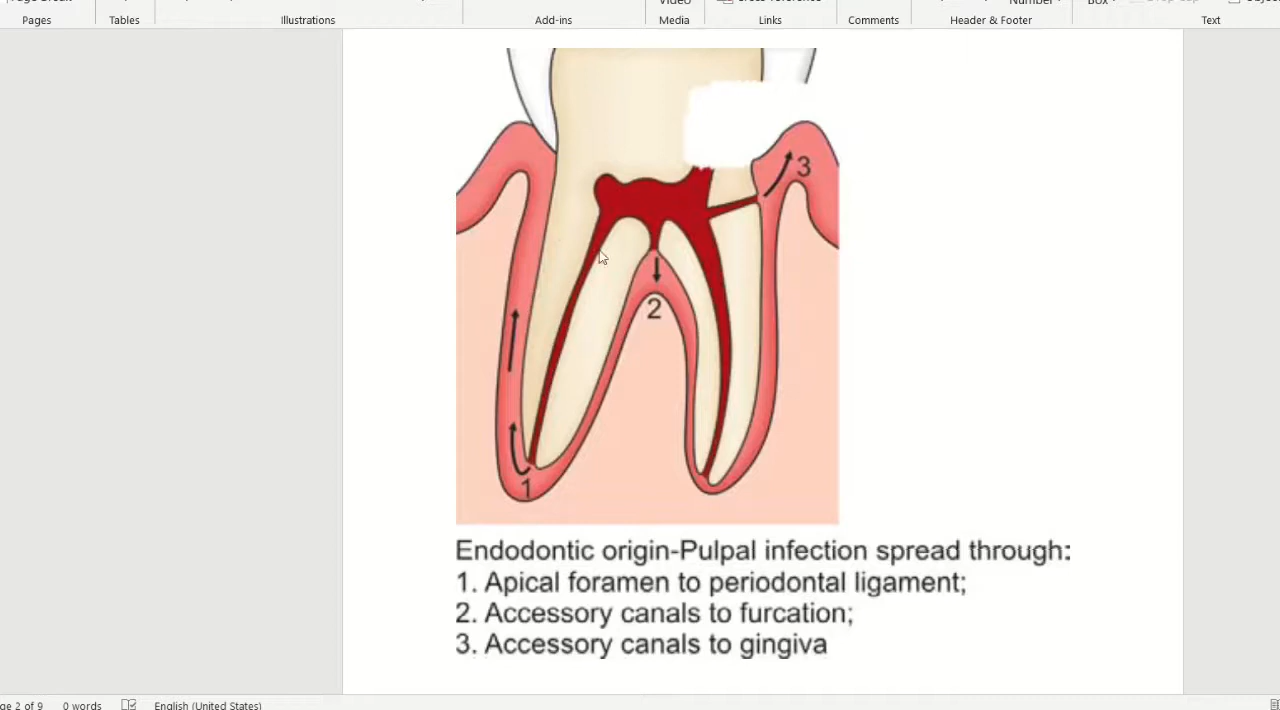 Pages Tables Illustrations Add-ins Media Links Comments Header & Footer Text
3
2
1
Endodontic origin-Pulpal infection spread through:
1. Apical foramen to periodontal ligament;
2. Accessory canals to furcation;
3. Accessory canals to gingiva
0 words English (United States)